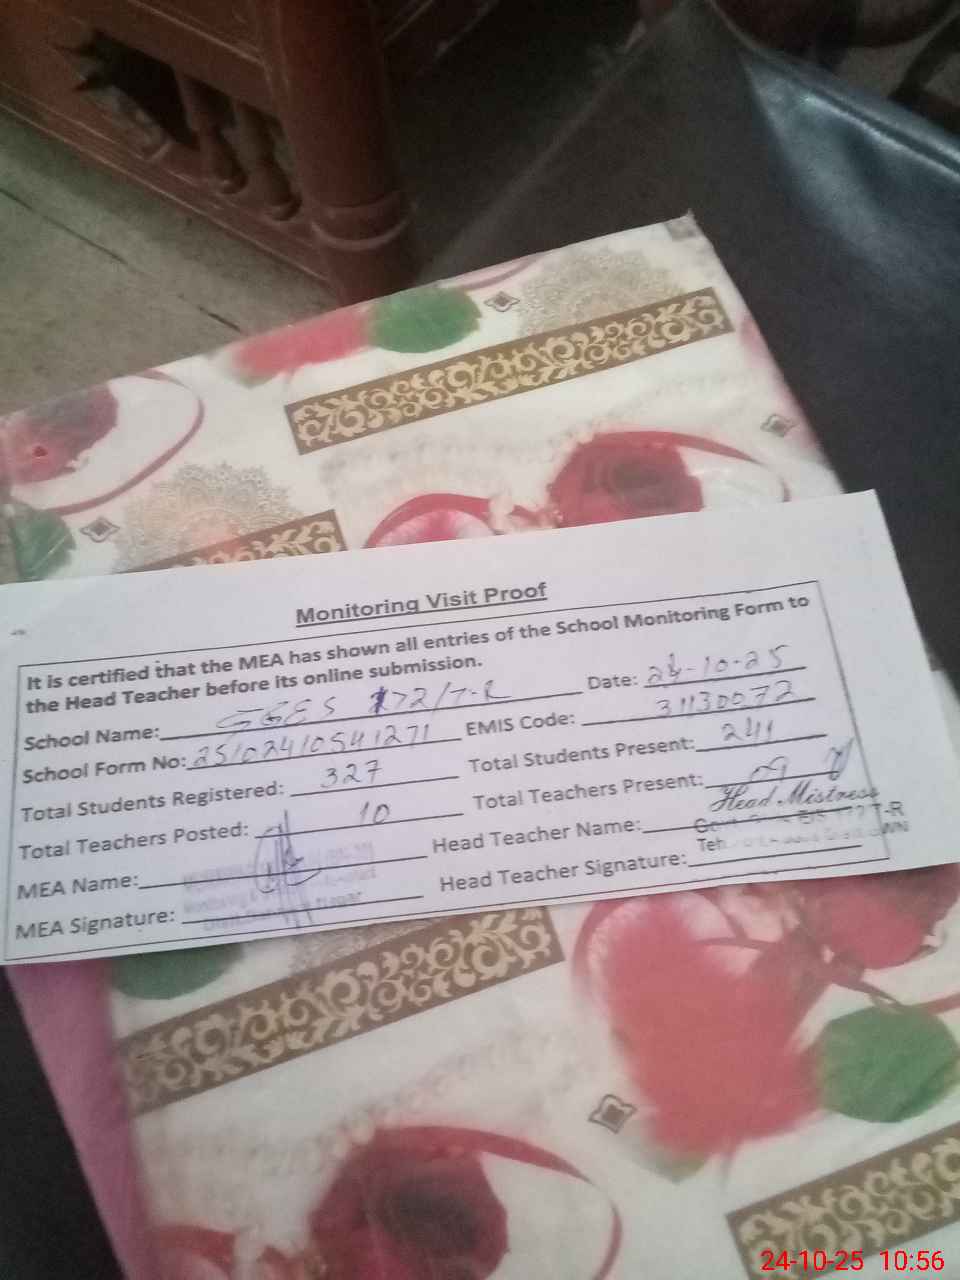 Monitoring Visit Proof
It is certified that the MEA has shown all entries of the School Monitoring Form to
the Head Teacher before its online submission.
School Name: GGES 172/7-R Date: 24-10-25
School Form No: 25102410541271 EMIS Code: 31130072
Total Students Registered: 327 Total Students Present: 241
Total Teachers Posted: 10 Total Teachers Present: 09
MEA Name: Head Teacher Name: Head Mistress
MEA Signature: Head Teacher Signature: Teh
24-10-25 10:56